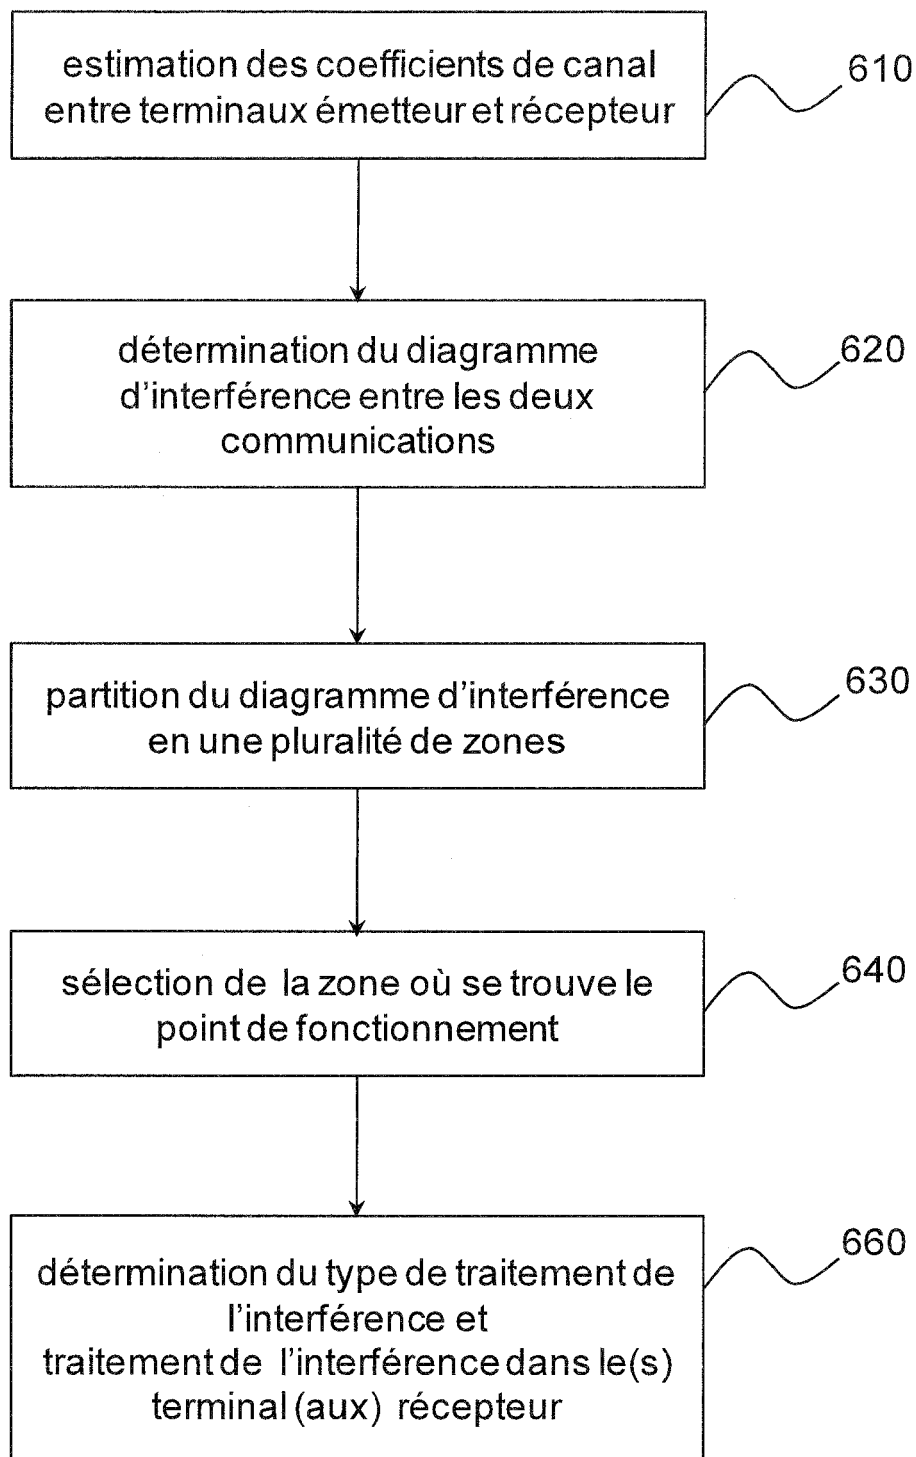 estimation des coefficients de canal
entre terminaux émetteur et récepteur
610
détermination du diagramme
d'interférence entre les deux
communications
620
partition du diagramme d'interférence
en une pluralité de zones
630
sélection de la zone où se trouve le
point de fonctionnement
640
détermination du type de traitement de
l'interférence et
traitement de l'interférence dans le(s)
terminal (aux) récepteur
660